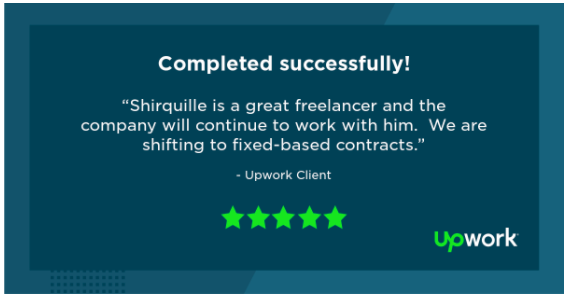 Completed successfully!
“Shirquille is a great freelancer and the
company will continue to work with him.  We are
shifting to fixed-based contracts.”
- Upwork Client
Upwork